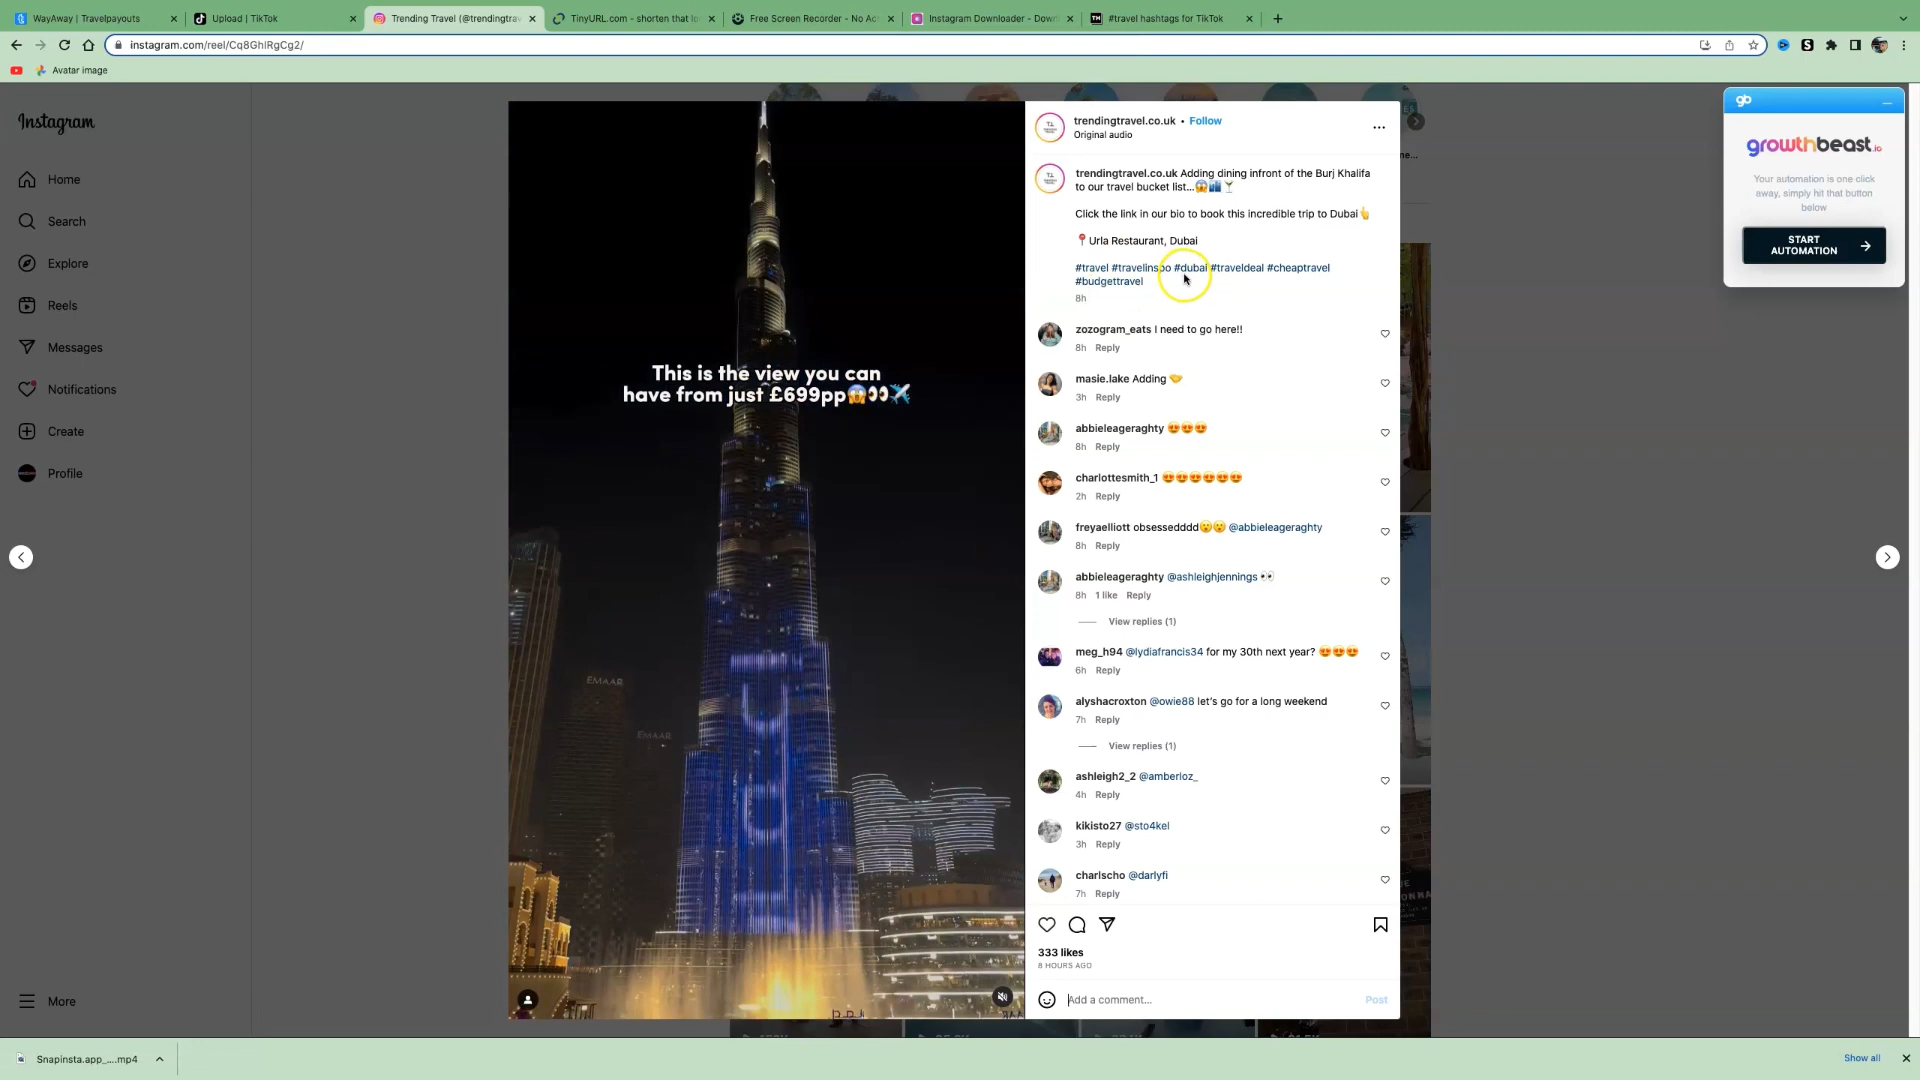 WayAway | Travelpayouts
Upload | TikTok
Trending Travel (@trendingtrav
TinyURL.com - shorten that lo
Free Screen Recorder - No Ac
Instagram Downloader - Down
#travel hashtags for TikTok
instagram.com/reel/Cq8GhlRgCg2/
Avatar image
Instagram
Home
Search
Explore
Reels
Messages
Notifications
Create
Profile
More
This is the view you can
have from just £699pp😱👀✈️
EMAAR
EMAAR
trendingtravel.co.uk • Follow
Original audio
trendingtravel.co.uk Adding dining infront of the Burj Khalifa
to our travel bucket list...😱🏙️🍸
Click the link in our bio to book this incredible trip to Dubai👆
📍Urla Restaurant, Dubai
#travel #travelinspo #dubai #traveldeal #cheaptravel
#budgettravel
8h
zozogram_eats I need to go here!!
8h Reply
masie.lake Adding 🤝
3h Reply
abbieleageraghty 😍😍😍
8h Reply
charlottesmith_1 😍😍😍😍😍😍
2h Reply
freyaelliott obsessedddd😮😮 @abbieleageraghty
8h Reply
abbieleageraghty @ashleighjennings 👀
8h 1 like Reply
View replies (1)
meg_h94 @lydiafrancis34 for my 30th next year? 😍😍😍
6h Reply
alyshacroxton @owie88 let's go for a long weekend
7h Reply
View replies (1)
ashleigh2_2 @amberloz_
4h Reply
kikisto27 @sto4kel
3h Reply
charlscho @darlyfi
7h Reply
333 likes
8 HOURS AGO
Add a comment...
Post
gb
growthbeast.io
Your automation is one click
away, simply hit that button
below
START
AUTOMATION
Snapinsta.app_....mp4
Show all